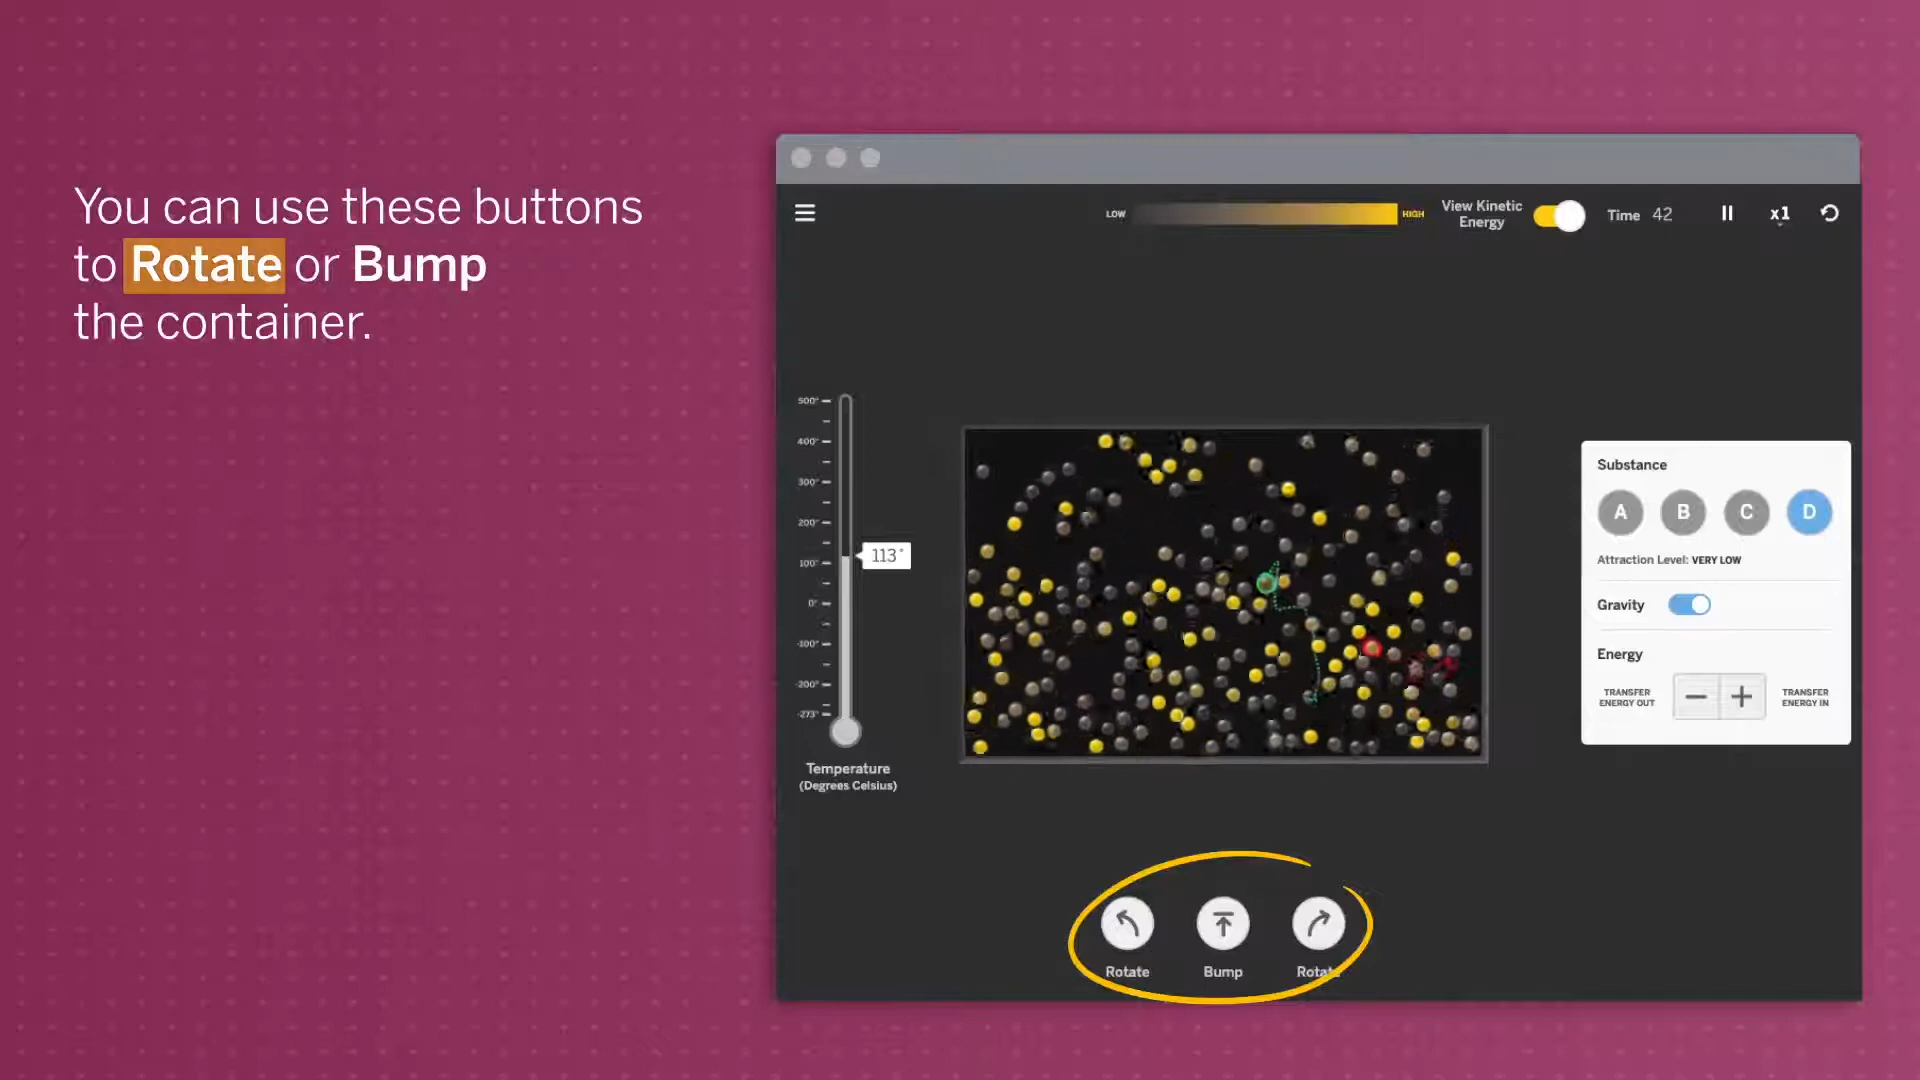 You can use these buttons
to Rotate or Bump
the container.
LOW
HIGH
View Kinetic
Energy
Time 42
x1
500°
400°
300°
200°
100°
0°
-100°
-200°
-273°
113°
Temperature
(Degrees Celsius)
Substance
A B C D
Attraction Level: VERY LOW
Gravity
Energy
TRANSFER
ENERGY OUT
TRANSFER
ENERGY IN
Rotate
Bump
Rotate